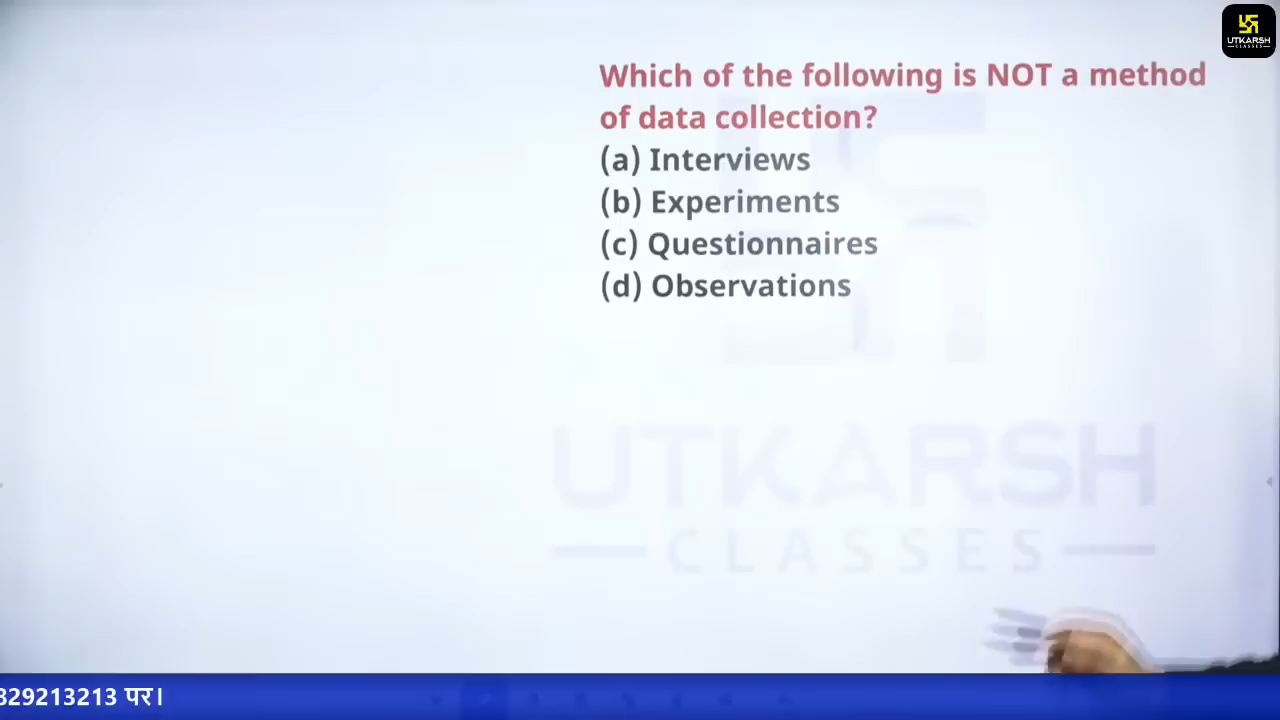 UTKARSH
CLASSES
Which of the following is NOT a method
of data collection?
(a) Interviews
(b) Experiments
(c) Questionnaires
(d) Observations
UTKARSH
CLASSES
829213213 पर।